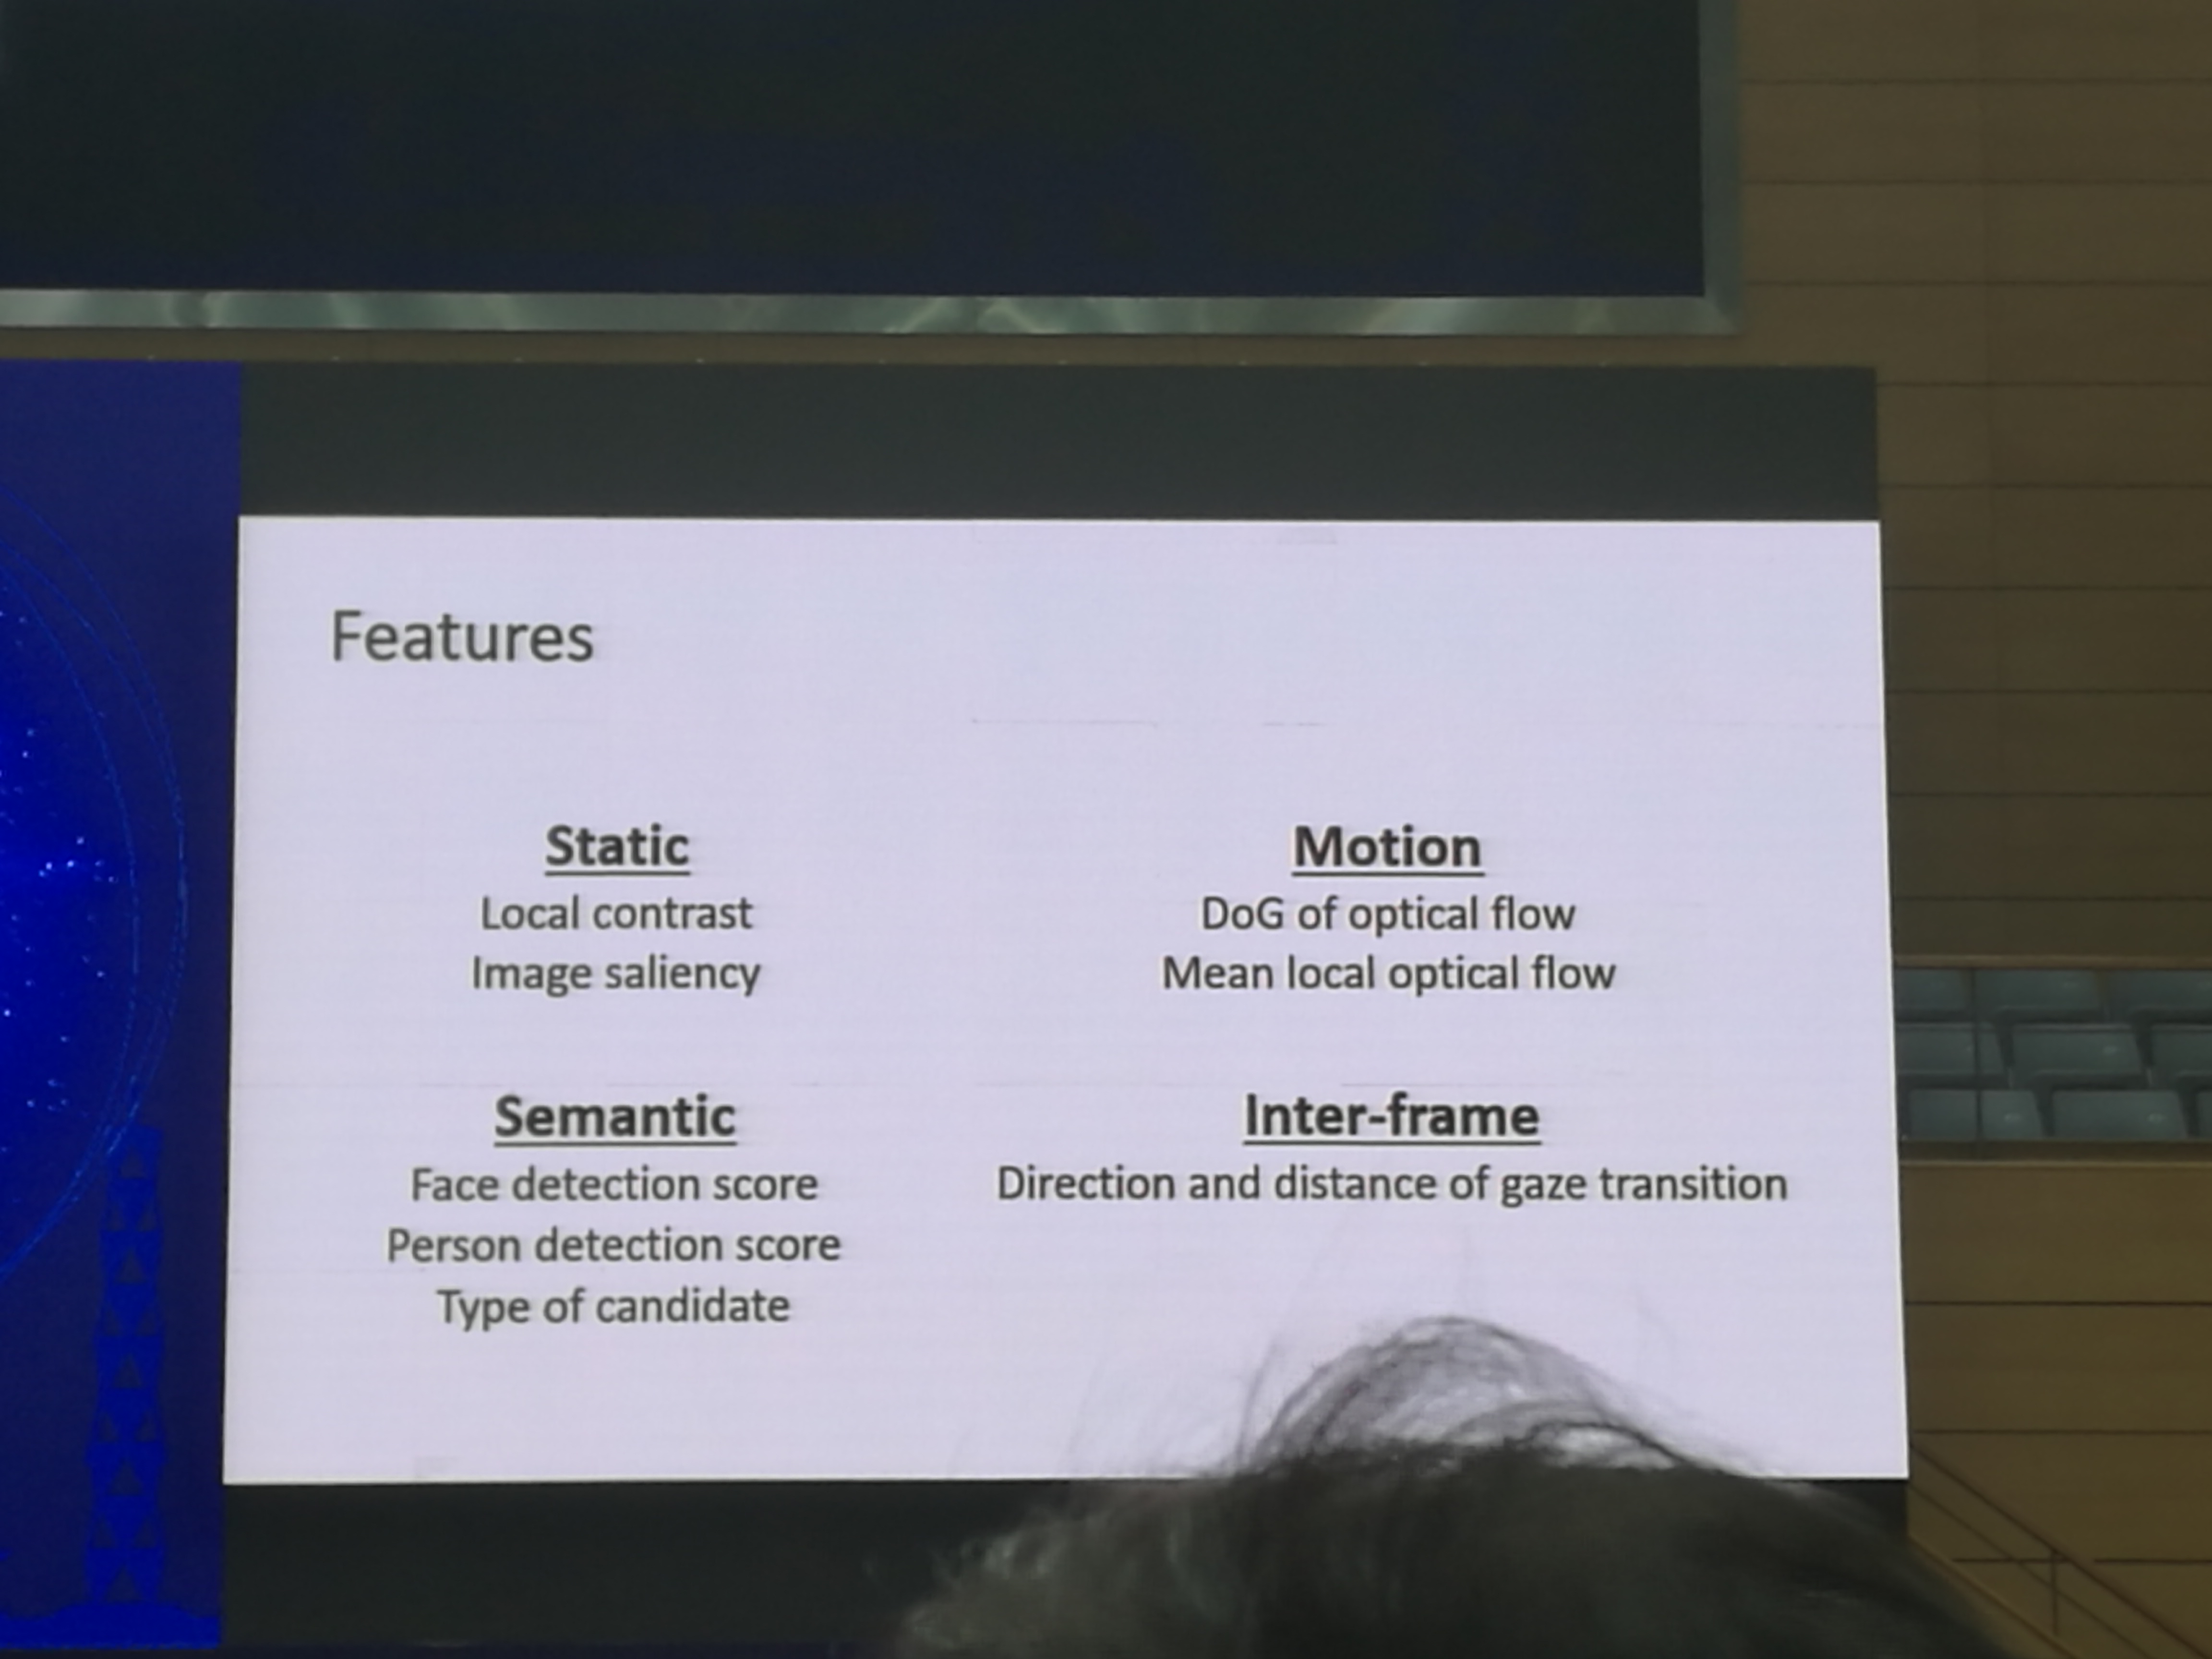 Features
Static
Local contrast
Image saliency
Motion
DoG of optical flow
Mean local optical flow
Semantic
Face detection score
Person detection score
Type of candidate
Inter-frame
Direction and distance of gaze transition